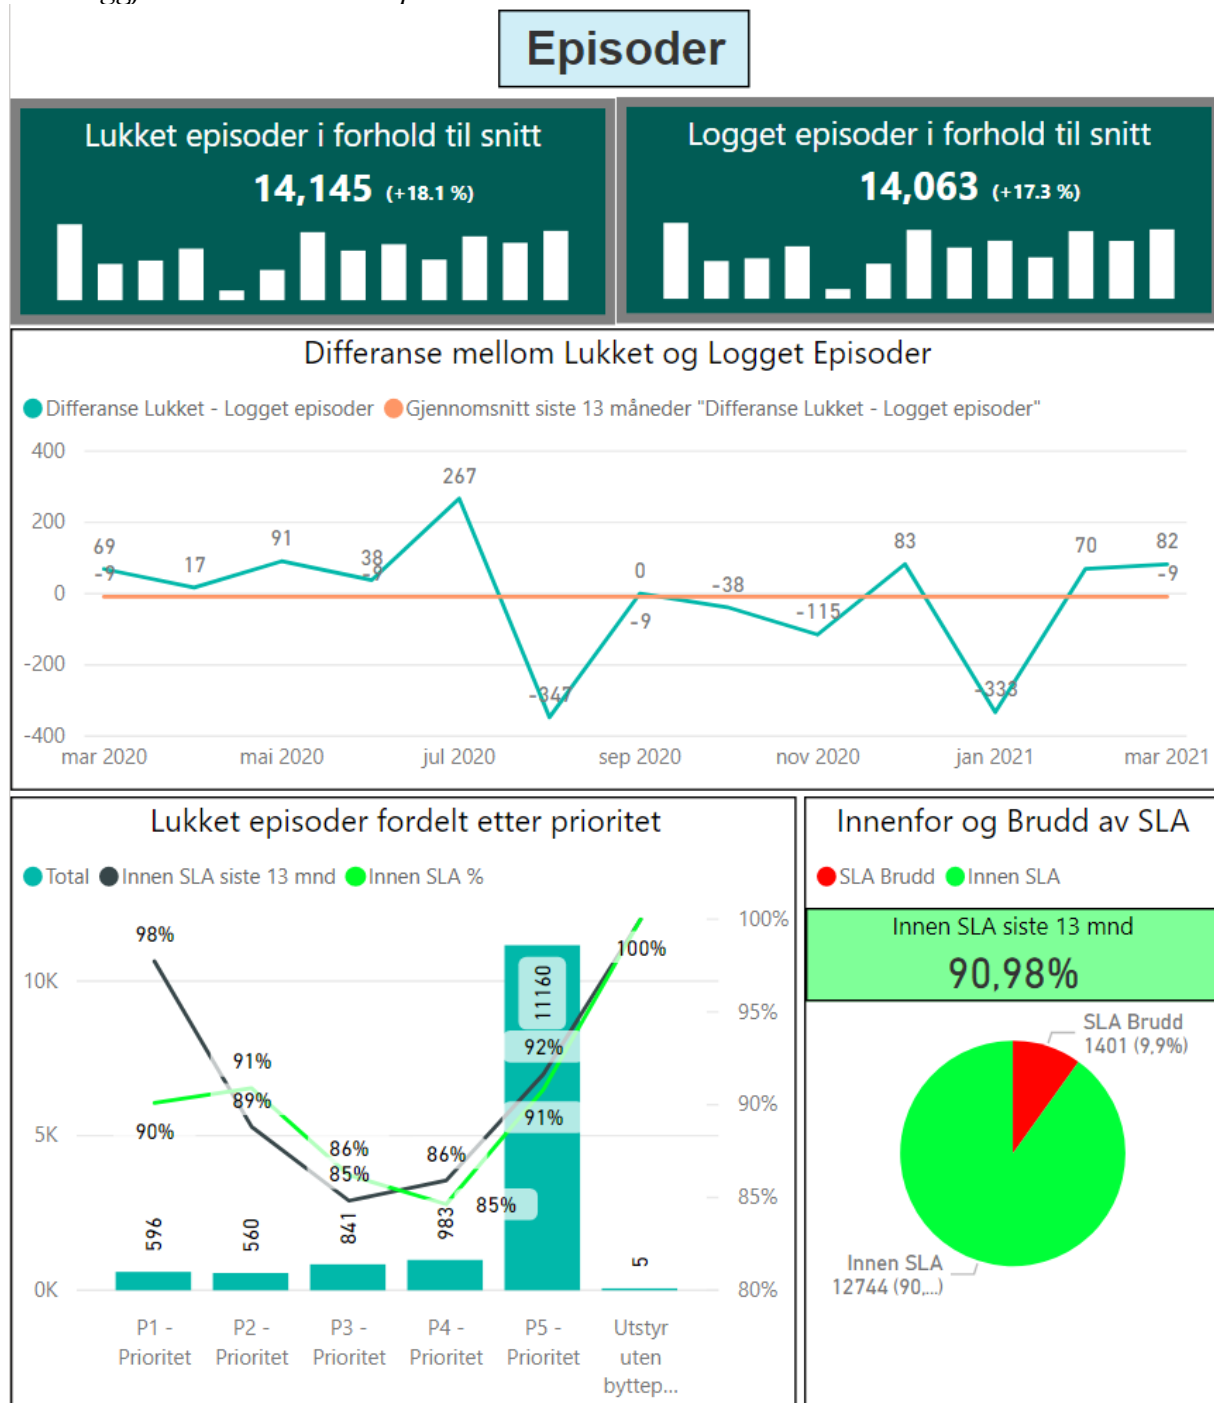 Episoder
Lukket episoder i forhold til snitt
14,145 (+18.1 %)
Logget episoder i forhold til snitt
14,063 (+17.3 %)
Differanse mellom Lukket og Logget Episoder
Differanse Lukket - Logget episoder Gjennomsnitt siste 13 måneder "Differanse Lukket - Logget episoder"
400
200
0
-200
-400
69
-9
17
91
38
-9
267
-347
0
-9
-38
-115
83
-333
70
82
-9
mar 2020 mai 2020 jul 2020 sep 2020 nov 2020 jan 2021 mar 2021
Lukket episoder fordelt etter prioritet
Total Innen SLA siste 13 mnd Innen SLA %
10K
5K
0K
100%
95%
90%
85%
80%
98%
90%
91%
89%
86%
85%
86%
85%
92%
91%
100%
596
560
841
983
11160
5
P1 -
Prioritet
P2 -
Prioritet
P3 -
Prioritet
P4 -
Prioritet
P5 -
Prioritet
Utstyr
uten
byttep...
Innenfor og Brudd av SLA
SLA Brudd Innen SLA
Innen SLA siste 13 mnd
90,98%
SLA Brudd
1401 (9,9%)
Innen SLA
12744 (90,...)